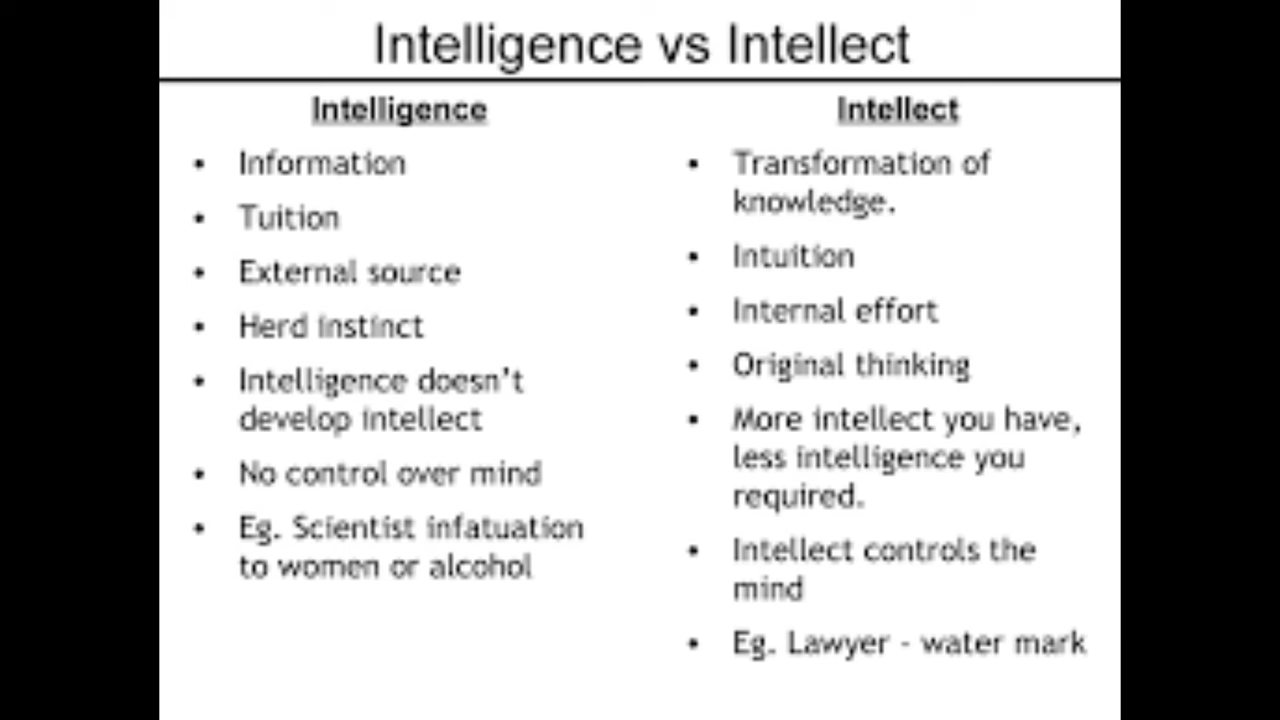 Intelligence vs Intellect
Intelligence
• Information
• Tuition
• External source
• Herd instinct
• Intelligence doesn't
develop intellect
• No control over mind
• Eg. Scientist infatuation
to women or alcohol
Intellect
• Transformation of
knowledge.
• Intuition
• Internal effort
• Original thinking
• More intellect you have,
less intelligence you
required.
• Intellect controls the
mind
• Eg. Lawyer - water mark